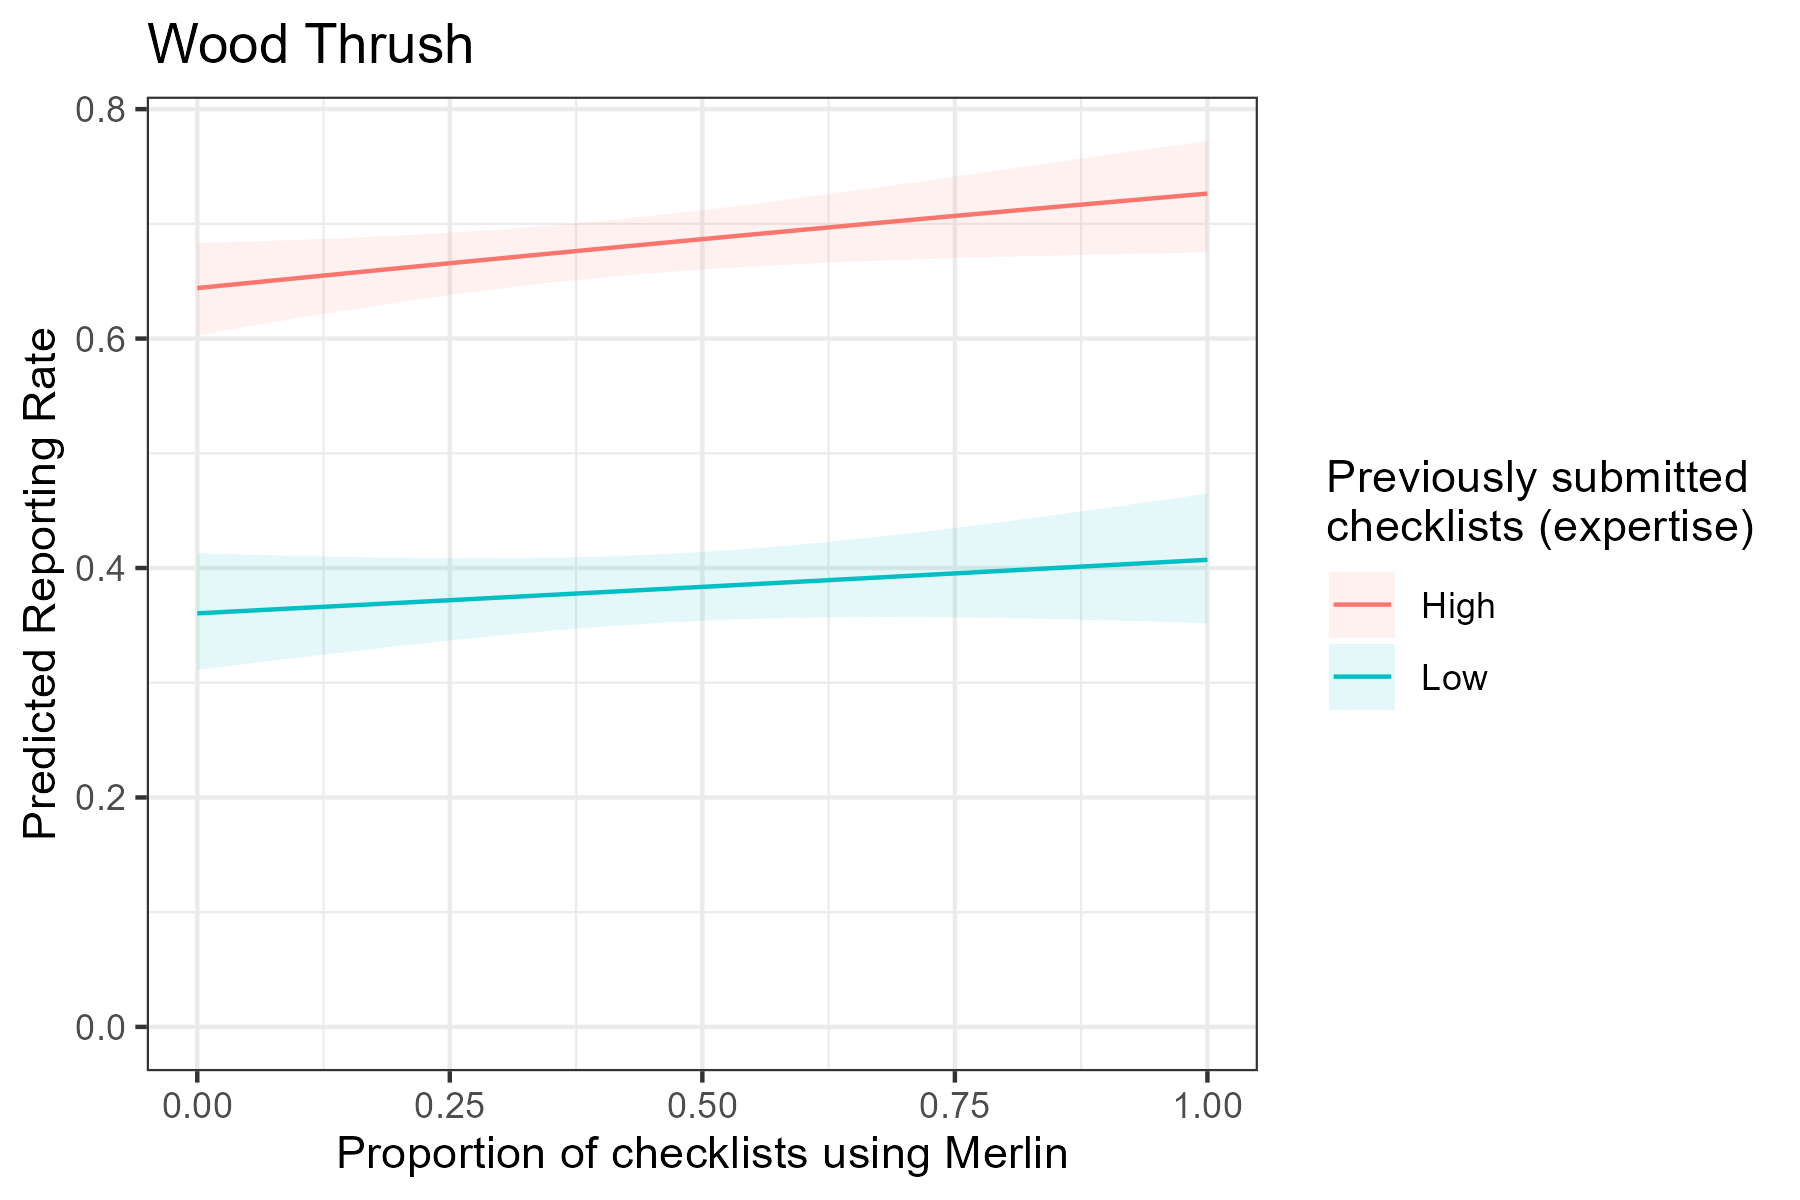 Wood Thrush
0.8
0.6
0.4
0.2
0.0
Predicted Reporting Rate
0.00 0.25 0.50 0.75 1.00
Proportion of checklists using Merlin
Previously submitted
checklists (expertise)
High
Low